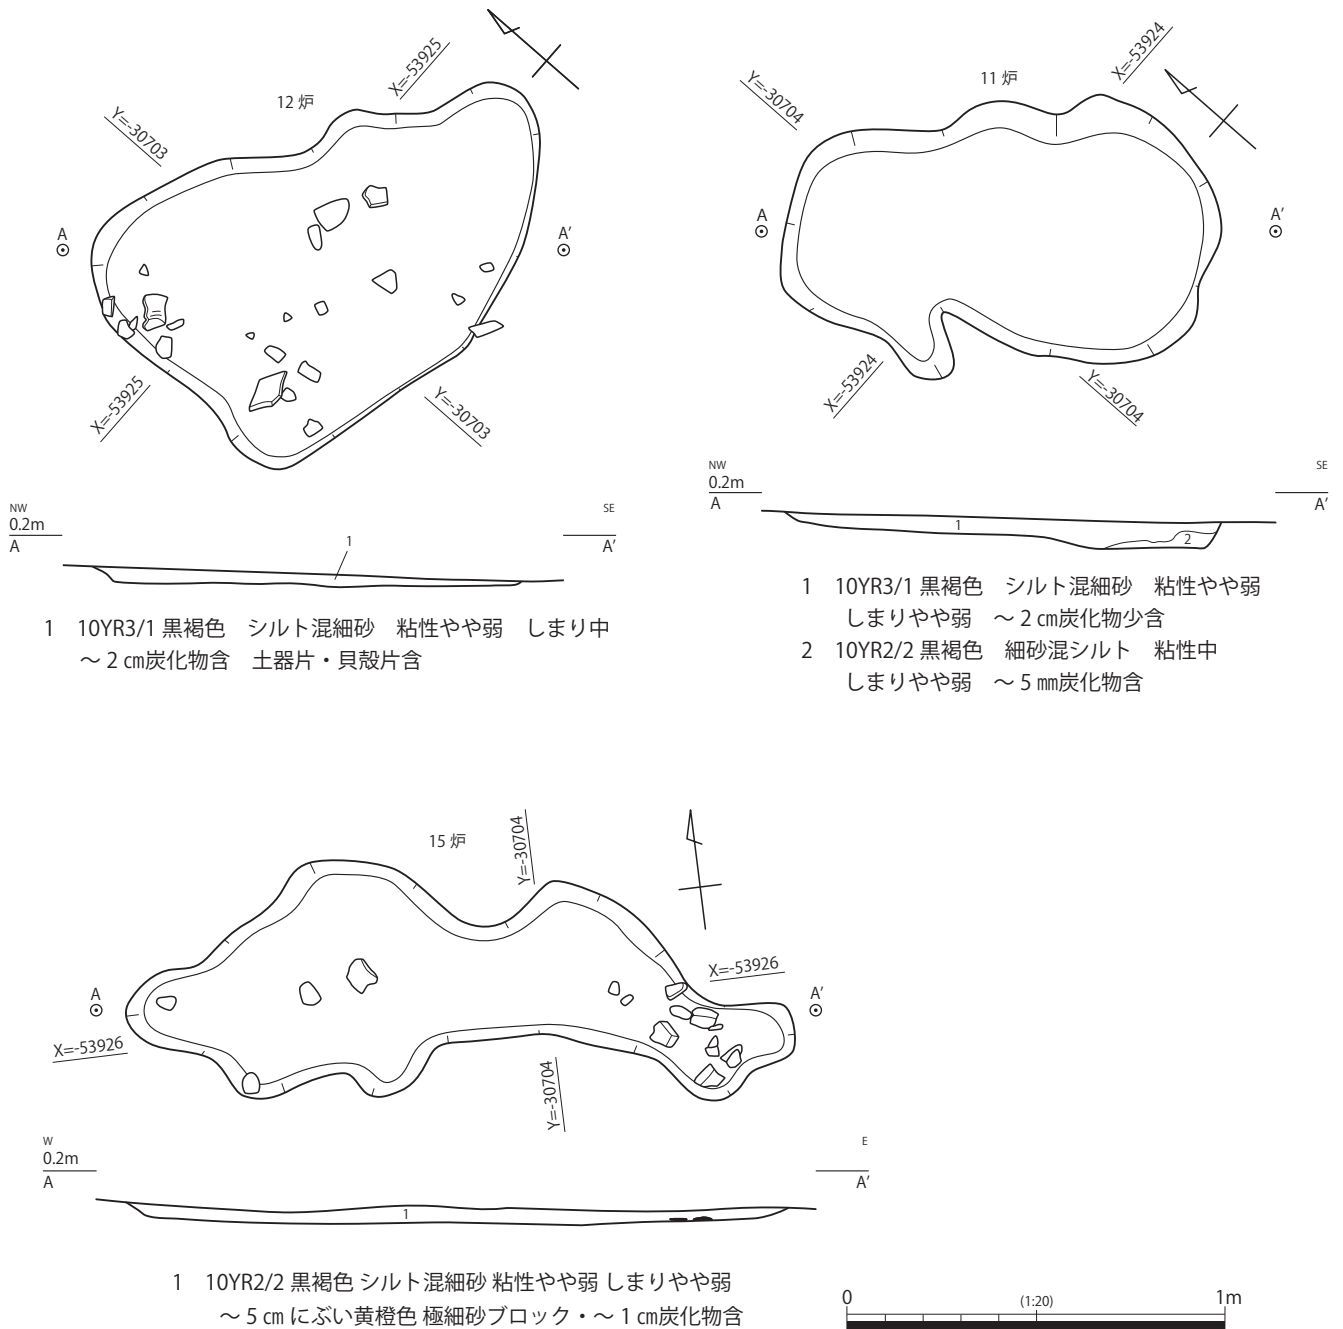 12 炉
X=-53925
Y=-30703
A
A’
X=-53925
Y=-30703
NW
0.2m
A
SE
A’
1
1　10YR3/1 黒褐色　シルト混細砂　粘性やや弱　しまり中
～ 2 ㎝炭化物含　土器片・貝殻片含
11 炉
X=-53924
Y=-30704
A
A’
X=-53924
Y=-30704
NW
0.2m
A
SE
A’
1
2
1　10YR3/1 黒褐色　シルト混細砂　粘性やや弱
しまりやや弱　～ 2 ㎝炭化物少含
2　10YR2/2 黒褐色　細砂混シルト　粘性中
しまりやや弱　～ 5 ㎜炭化物含
15 炉
Y=-30704
X=-53926
A
A’
X=-53926
Y=-30704
W
0.2m
A
E
A’
1
1　10YR2/2 黒褐色 シルト混細砂 粘性やや弱 しまりやや弱
～ 5 ㎝ にぶい黄橙色 極細砂ブロック・～ 1 ㎝炭化物含
0
(1:20)
1m